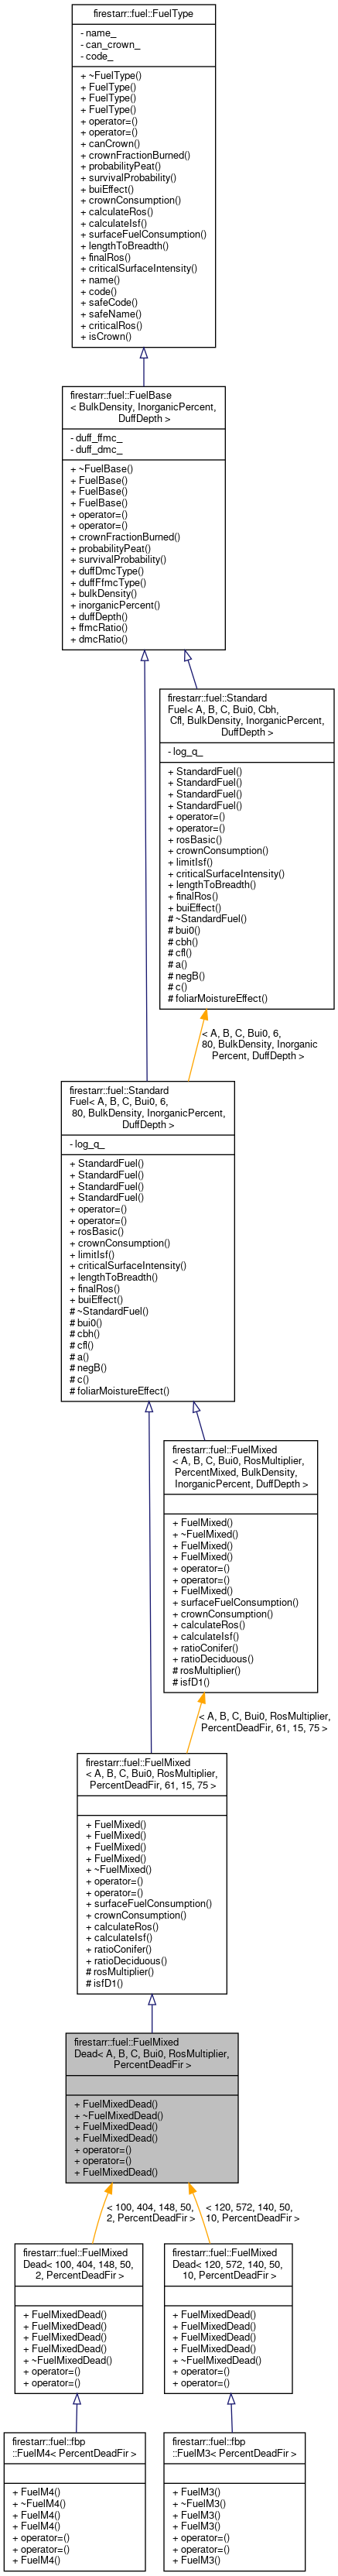 firestarr::fuel::FuelType
- name_
- can_crown_
- code_
+ ~FuelType()
+ FuelType()
+ FuelType()
+ FuelType()
+ operator=()
+ operator=()
+ canCrown()
+ crownFractionBurned()
+ probabilityPeat()
+ survivalProbability()
+ buiEffect()
+ crownConsumption()
+ calculateRos()
+ calculateIsf()
+ surfaceFuelConsumption()
+ lengthToBreadth()
+ finalRos()
+ criticalSurfaceIntensity()
+ name()
+ code()
+ safeCode()
+ safeName()
+ criticalRos()
+ isCrown()
firestarr::fuel::FuelBase
< BulkDensity, InorganicPercent,
DuffDepth >
- duff_ffmc_
- duff_dmc_
+ ~FuelBase()
+ FuelBase()
+ FuelBase()
+ FuelBase()
+ operator=()
+ operator=()
+ crownFractionBurned()
+ probabilityPeat()
+ survivalProbability()
+ duffDmcType()
+ duffFfmcType()
+ bulkDensity()
+ inorganicPercent()
+ duffDepth()
+ ffmcRatio()
+ dmcRatio()
firestarr::fuel::Standard
Fuel< A, B, C, Bui0, Cbh,
Cfl, BulkDensity, InorganicPercent,
DuffDepth >
- log_q_
+ StandardFuel()
+ StandardFuel()
+ StandardFuel()
+ StandardFuel()
+ operator=()
+ operator=()
+ rosBasic()
+ crownConsumption()
+ limitIsf()
+ criticalSurfaceIntensity()
+ lengthToBreadth()
+ finalRos()
+ buiEffect()
# ~StandardFuel()
# bui0()
# cbh()
# cfl()
# a()
# negB()
# c()
# foliarMoistureEffect()
< A, B, C, Bui0, 6,
80, BulkDensity, Inorganic
Percent, DuffDepth >
firestarr::fuel::Standard
Fuel< A, B, C, Bui0, 6,
80, BulkDensity, InorganicPercent,
DuffDepth >
- log_q_
+ StandardFuel()
+ StandardFuel()
+ StandardFuel()
+ StandardFuel()
+ operator=()
+ operator=()
+ rosBasic()
+ crownConsumption()
+ limitIsf()
+ criticalSurfaceIntensity()
+ lengthToBreadth()
+ finalRos()
+ buiEffect()
# ~StandardFuel()
# bui0()
# cbh()
# cfl()
# a()
# negB()
# c()
# foliarMoistureEffect()
firestarr::fuel::FuelMixed
< A, B, C, Bui0, RosMultiplier,
PercentMixed, BulkDensity,
InorganicPercent, DuffDepth >
+ FuelMixed()
+ ~FuelMixed()
+ FuelMixed()
+ FuelMixed()
+ operator=()
+ operator=()
+ FuelMixed()
+ surfaceFuelConsumption()
+ crownConsumption()
+ calculateRos()
+ calculateIsf()
+ ratioConifer()
+ ratioDeciduous()
# rosMultiplier()
# isfD1()
< A, B, C, Bui0, RosMultiplier,
PercentDeadFir, 61, 15, 75 >
firestarr::fuel::FuelMixed
< A, B, C, Bui0, RosMultiplier,
PercentDeadFir, 61, 15, 75 >
+ FuelMixed()
+ FuelMixed()
+ FuelMixed()
+ FuelMixed()
+ ~FuelMixed()
+ operator=()
+ operator=()
+ surfaceFuelConsumption()
+ crownConsumption()
+ calculateRos()
+ calculateIsf()
+ ratioConifer()
+ ratioDeciduous()
# rosMultiplier()
# isfD1()
firestarr::fuel::FuelMixed
Dead< A, B, C, Bui0, RosMultiplier,
PercentDeadFir >
+ FuelMixedDead()
+ ~FuelMixedDead()
+ FuelMixedDead()
+ FuelMixedDead()
+ operator=()
+ operator=()
+ FuelMixedDead()
< 100, 404, 148, 50,
2, PercentDeadFir >
< 120, 572, 140, 50,
10, PercentDeadFir >
firestarr::fuel::FuelMixed
Dead< 100, 404, 148, 50,
2, PercentDeadFir >
+ FuelMixedDead()
+ FuelMixedDead()
+ FuelMixedDead()
+ FuelMixedDead()
+ ~FuelMixedDead()
+ operator=()
+ operator=()
firestarr::fuel::FuelMixed
Dead< 120, 572, 140, 50,
10, PercentDeadFir >
+ FuelMixedDead()
+ FuelMixedDead()
+ FuelMixedDead()
+ FuelMixedDead()
+ ~FuelMixedDead()
+ operator=()
+ operator=()
firestarr::fuel::fbp
::FuelM4< PercentDeadFir >
+ FuelM4()
+ ~FuelM4()
+ FuelM4()
+ FuelM4()
+ operator=()
+ operator=()
+ FuelM4()
firestarr::fuel::fbp
::FuelM3< PercentDeadFir >
+ FuelM3()
+ ~FuelM3()
+ FuelM3()
+ FuelM3()
+ operator=()
+ operator=()
+ FuelM3()